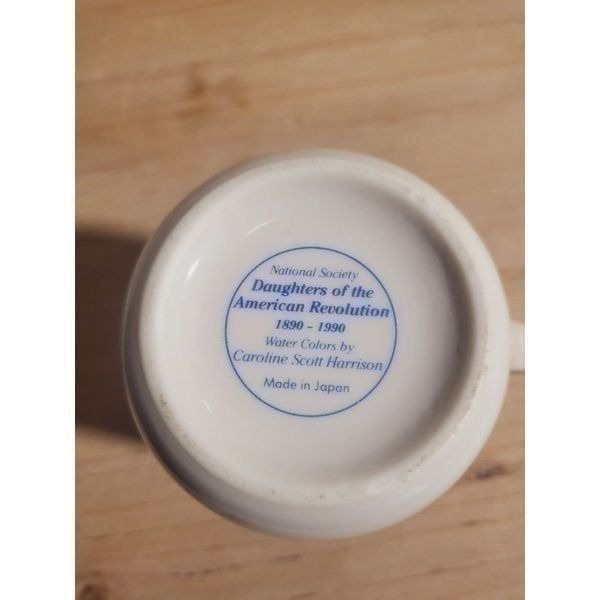 National Society
Daughters of the
American Revolution
1890 - 1990
Water Colors by
Caroline Scott Harrison
Made in Japan